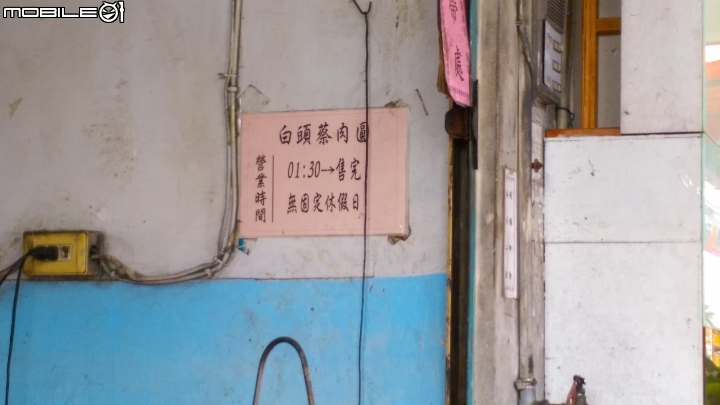 MOBILE01
處
白頭蔡肉圓
營業時間
01:30→售完
無固定休假日